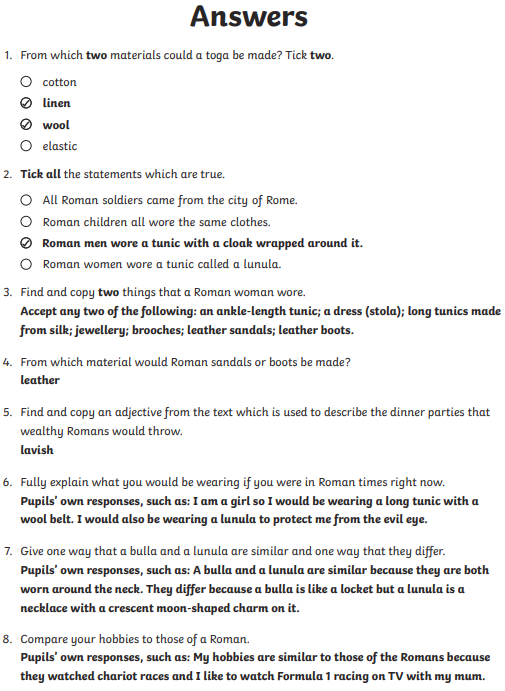 Answers
1. From which two materials could a toga be made? Tick two.
cotton
linen
wool
elastic
2. Tick all the statements which are true.
All Roman soldiers came from the city of Rome.
Roman children all wore the same clothes.
Roman men wore a tunic with a cloak wrapped around it.
Roman women wore a tunic called a lunula.
3. Find and copy two things that a Roman woman wore.
Accept any two of the following: an ankle-length tunic; a dress (stola); long tunics made
from silk; jewellery; brooches; leather sandals; leather boots.
4. From which material would Roman sandals or boots be made?
leather
5. Find and copy an adjective from the text which is used to describe the dinner parties that
wealthy Romans would throw.
lavish
6. Fully explain what you would be wearing if you were in Roman times right now.
Pupils' own responses, such as: I am a girl so I would be wearing a long tunic with a
wool belt. I would also be wearing a lunula to protect me from the evil eye.
7. Give one way that a bulla and a lunula are similar and one way that they differ.
Pupils' own responses, such as: A bulla and a lunula are similar because they are both
worn around the neck. They differ because a bulla is like a locket but a lunula is a
necklace with a crescent moon-shaped charm on it.
8. Compare your hobbies to those of a Roman.
Pupils' own responses, such as: My hobbies are similar to those of the Romans because
they watched chariot races and I like to watch Formula 1 racing on TV with my mum.